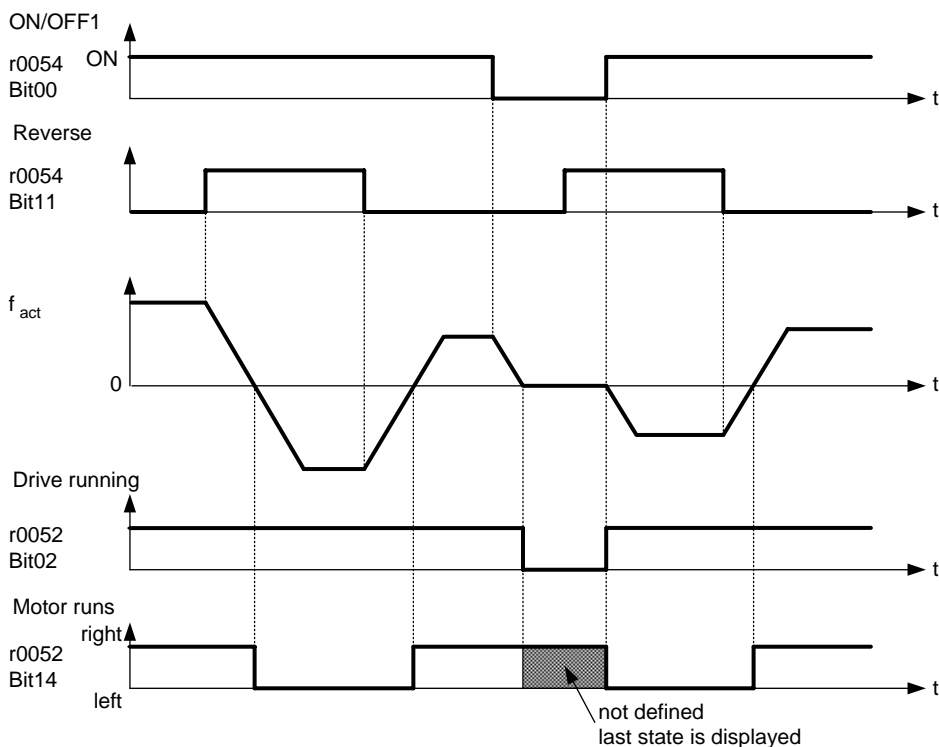 ON/OFF1
r0054
Bit00
ON
t
Reverse
r0054
Bit11
t
f act
0
t
Drive running
r0052
Bit02
t
Motor runs
right
r0052
Bit14
left
t
not defined
last state is displayed